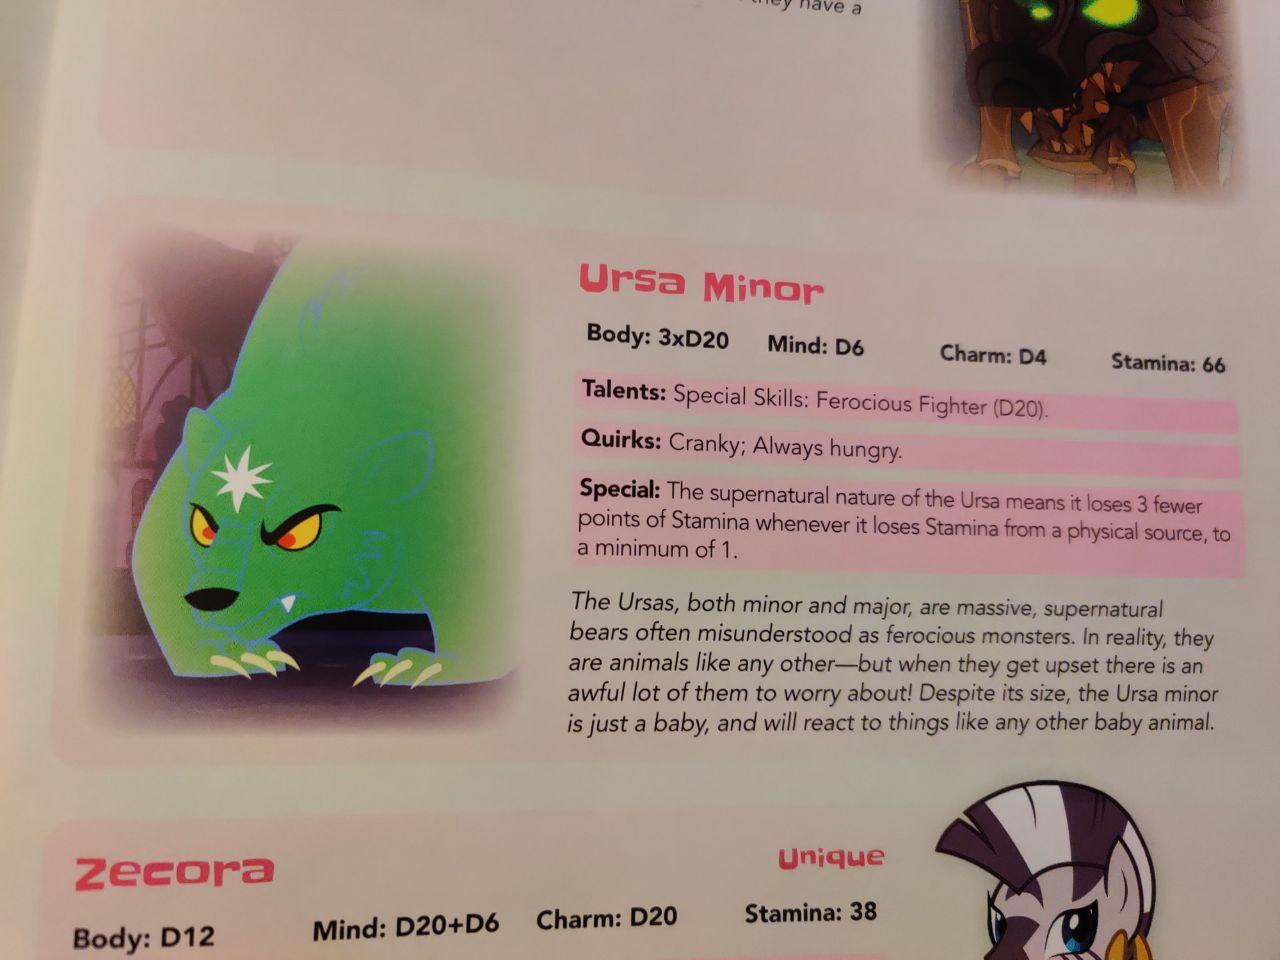 they have a
Ursa Minor
Body: 3xD20 Mind: D6 Charm: D4 Stamina: 66
Talents: Special Skills: Ferocious Fighter (D20).
Quirks: Cranky; Always hungry.
Special: The supernatural nature of the Ursa means it loses 3 fewer
points of Stamina whenever it loses Stamina from a physical source, to
a minimum of 1.
The Ursas, both minor and major, are massive, supernatural
bears often misunderstood as ferocious monsters. In reality, they
are animals like any other—but when they get upset there is an
awful lot of them to worry about! Despite its size, the Ursa minor
is just a baby, and will react to things like any other baby animal.
Zecora Unique
Body: D12 Mind: D20+D6 Charm: D20 Stamina: 38